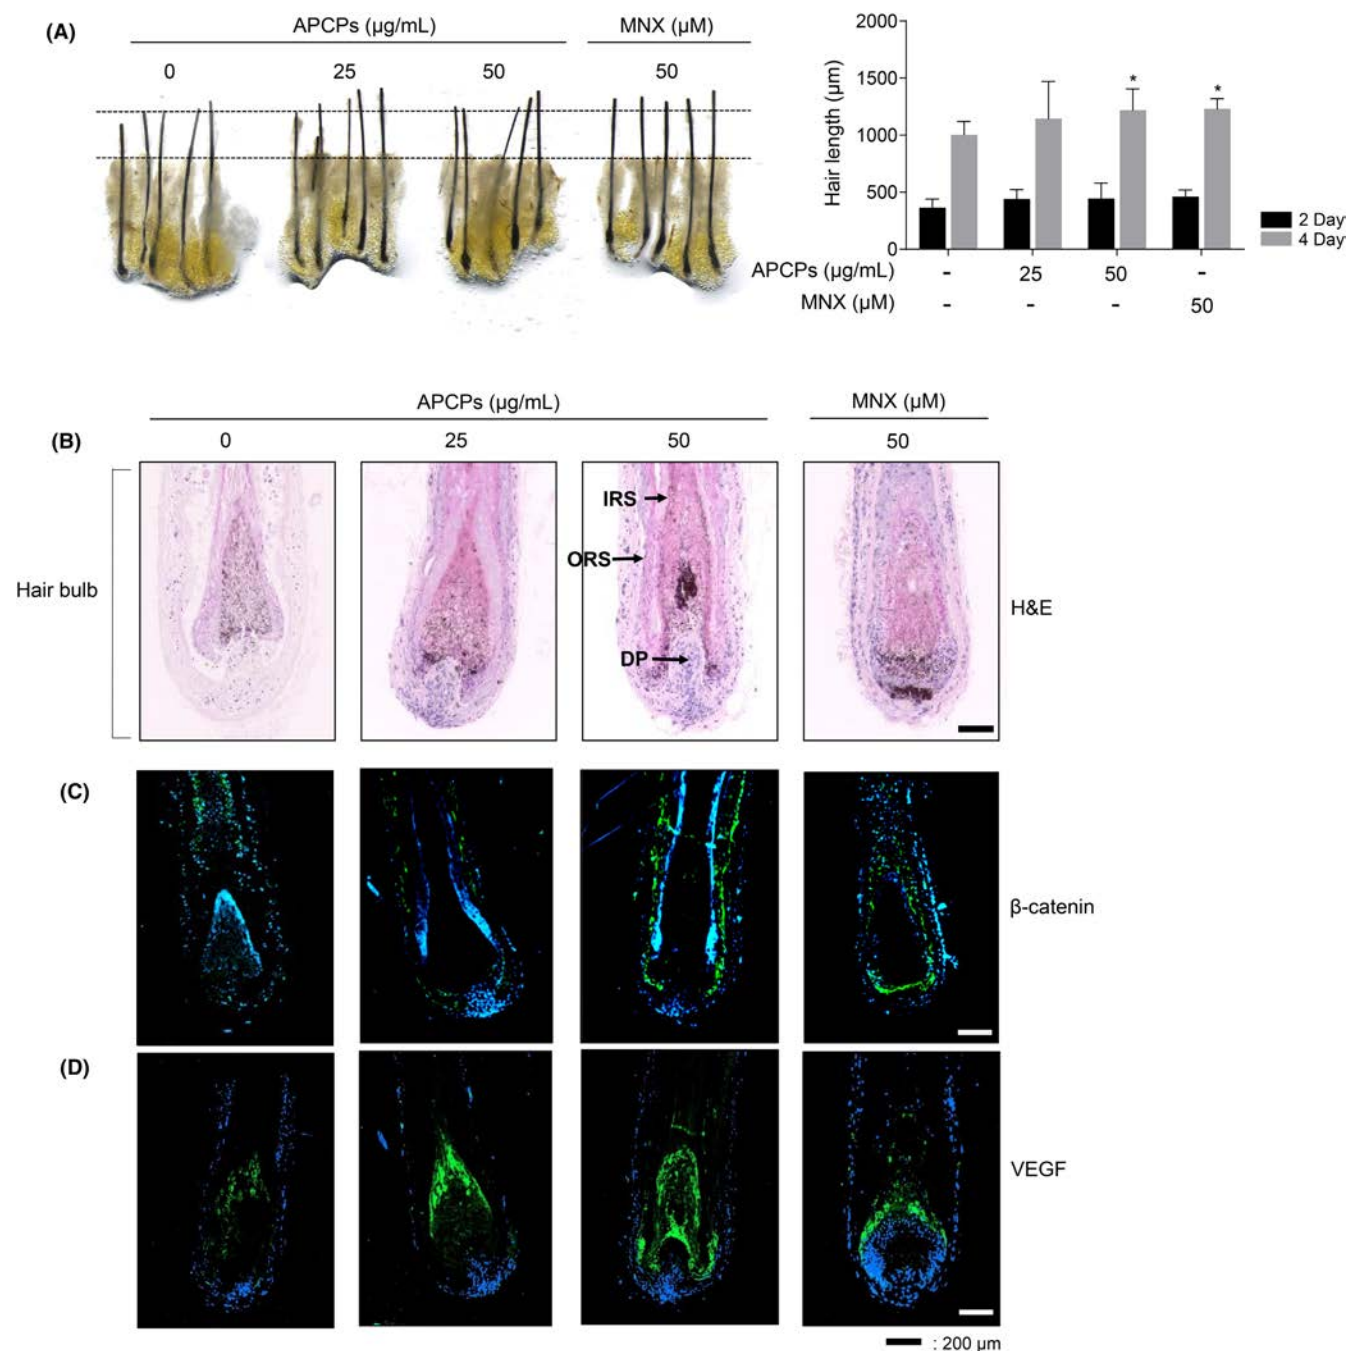 (A)
APCPs (µg/mL) MNX (µM)
0 25 50 50
Hair length (µm)
2000
1500
1000
500
0
* *
2 Day
4 Day
APCPs (µg/mL) - 25 50 -
MNX (µM) - - - 50
APCPs (µg/mL) MNX (µM)
(B) 0 25 50 50
Hair bulb
IRS
ORS
DP
H&E
(C)
β-catenin
(D)
VEGF
: 200 µm